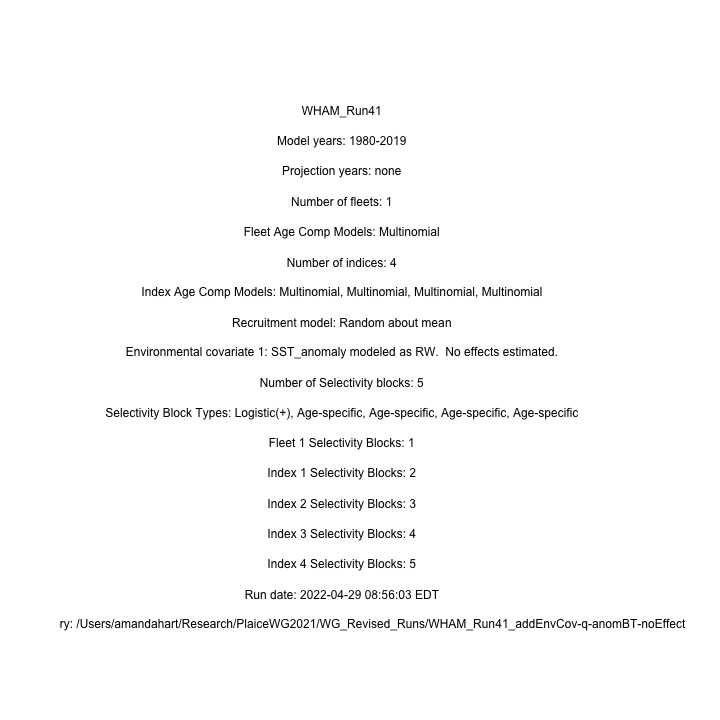 WHAM_Run41
Model years: 1980-2019
Projection years: none
Number of fleets: 1
Fleet Age Comp Models: Multinomial
Number of indices: 4
Index Age Comp Models: Multinomial, Multinomial, Multinomial, Multinomial
Recruitment model: Random about mean
Environmental covariate 1: SST_anomaly modeled as RW.  No effects estimated.
Number of Selectivity blocks: 5
Selectivity Block Types: Logistic(+), Age-specific, Age-specific, Age-specific, Age-specific
Fleet 1 Selectivity Blocks: 1
Index 1 Selectivity Blocks: 2
Index 2 Selectivity Blocks: 3
Index 3 Selectivity Blocks: 4
Index 4 Selectivity Blocks: 5
Run date: 2022-04-29 08:56:03 EDT
ry: /Users/amandahart/Research/PlaiceWG2021/WG_Revised_Runs/WHAM_Run41_addEnvCov-q-anomBT-noEffect